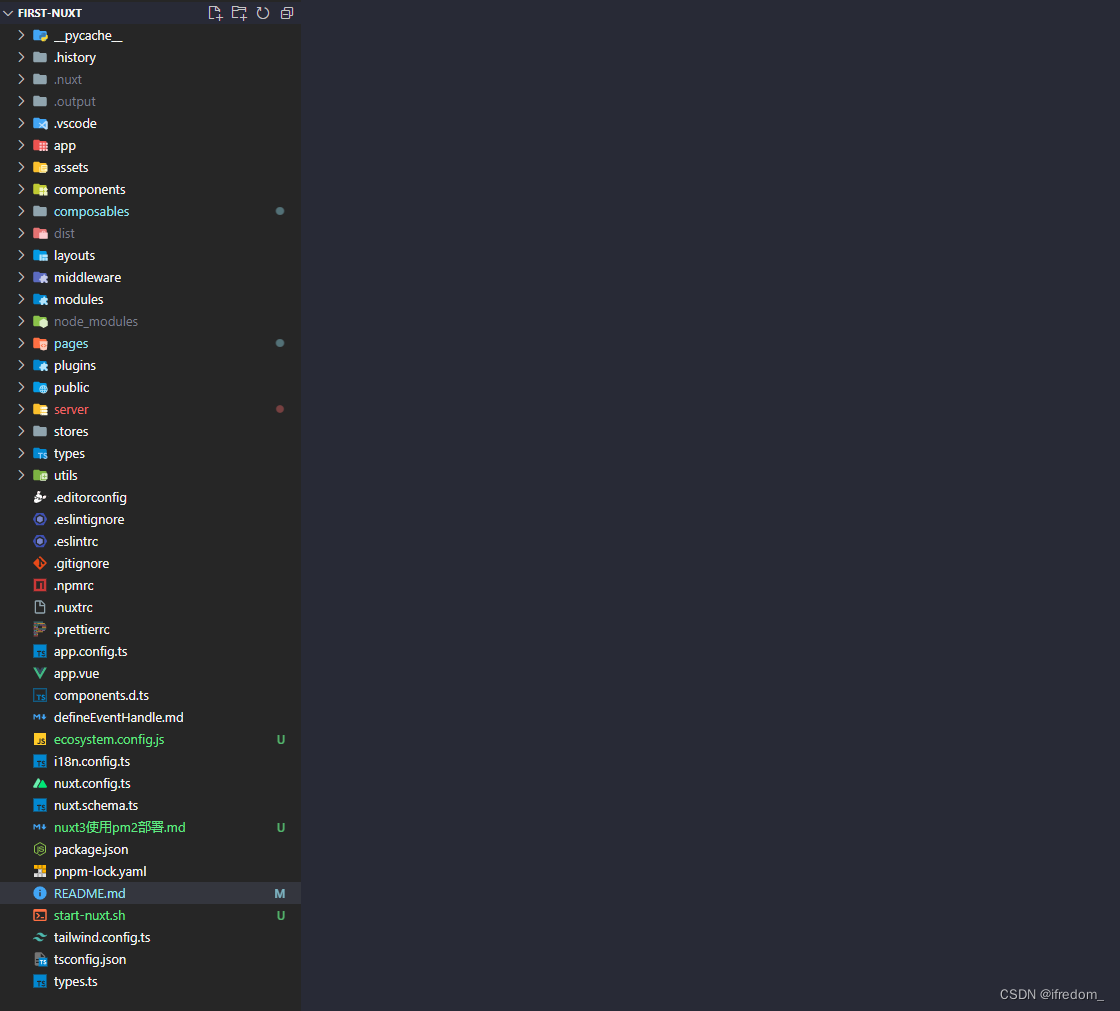 FIRST-NUXT
__pycache__
.history
.nuxt
.output
.vscode
app
assets
components
composables
dist
layouts
middleware
modules
node_modules
pages
plugins
public
server
stores
types
utils
.editorconfig
.eslintignore
.eslintrc
.gitignore
.npmrc
.nuxtrc
.prettierrc
app.config.ts
app.vue
components.d.ts
defineEventHandle.md
ecosystem.config.js U
i18n.config.ts
nuxt.config.ts
nuxt.schema.ts
nuxt3使用pm2部署.md U
package.json
pnpm-lock.yaml
README.md M
start-nuxt.sh U
tailwind.config.ts
tsconfig.json
types.ts
CSDN @ifredom_